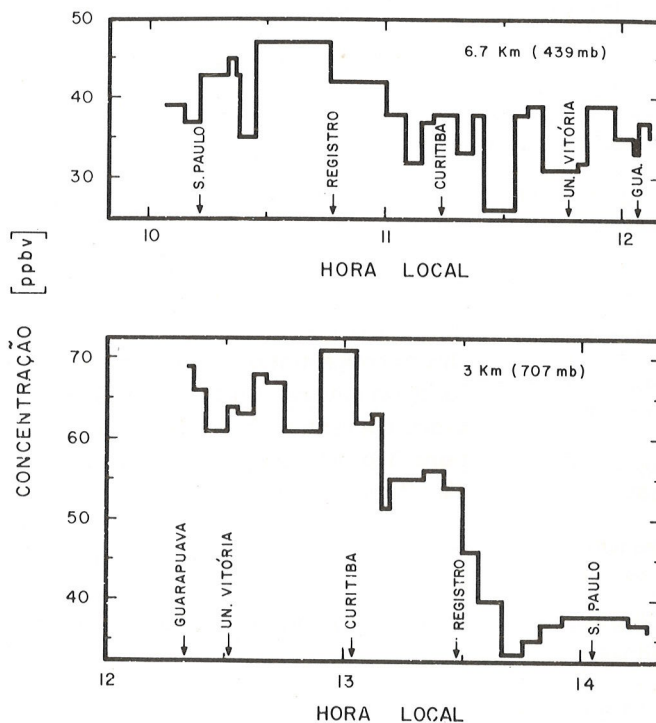 50
40
30
6.7 Km (439mb)
S. PAULO
REGISTRO
CURITIBA
UN. VITÓRIA
GUA.
10
11
12
HORA LOCAL
CONCENTRAÇÃO [ppbv]
70
60
50
40
3 Km (707 mb)
GUARAPUAVA
UN. VITÓRIA
CURITIBA
REGISTRO
S. PAULO
12
13
14
HORA LOCAL